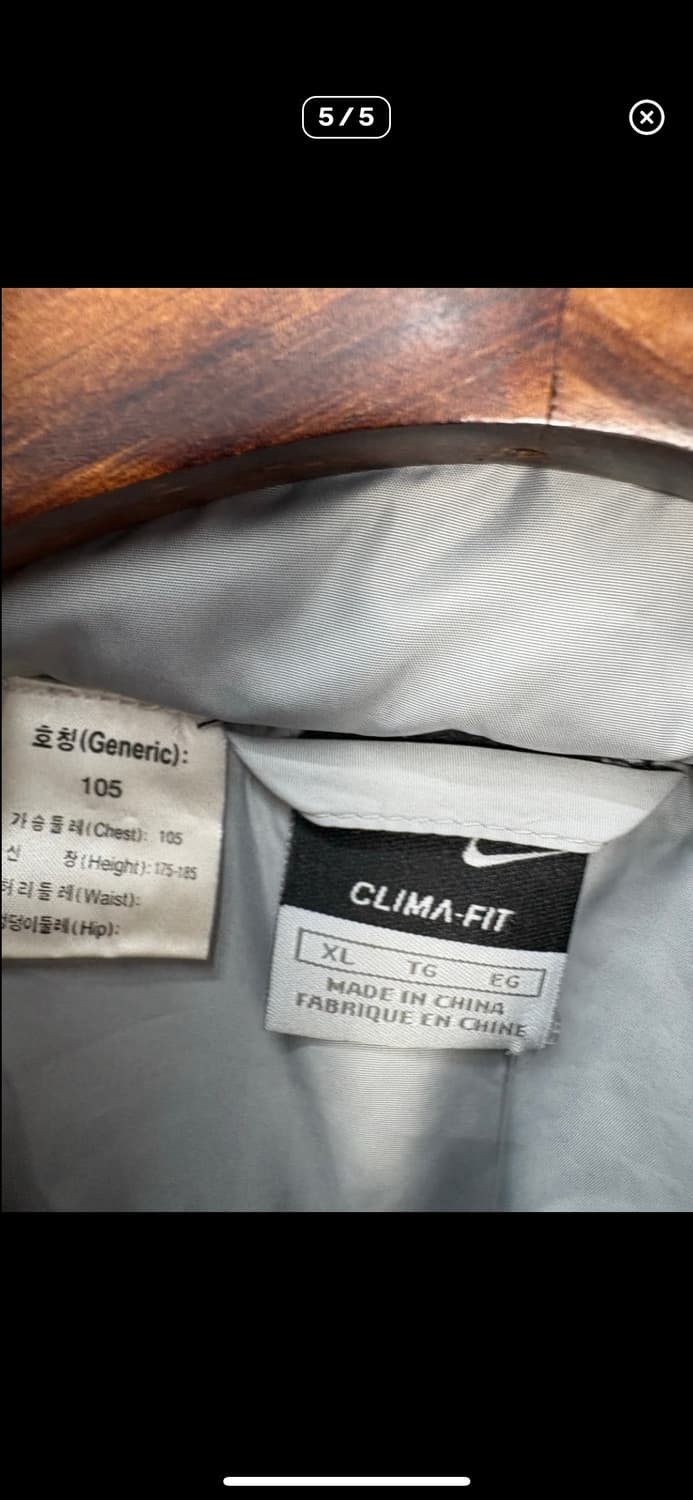 5/5
호칭(Generic):
105
가슴둘레(Chest): 105
신 장(Height): 175-185
허리둘레(Waist):
엉덩이둘레(Hip):
CLIMA-FIT
XL TG EG
MADE IN CHINA
FABRIQUE EN CHINE